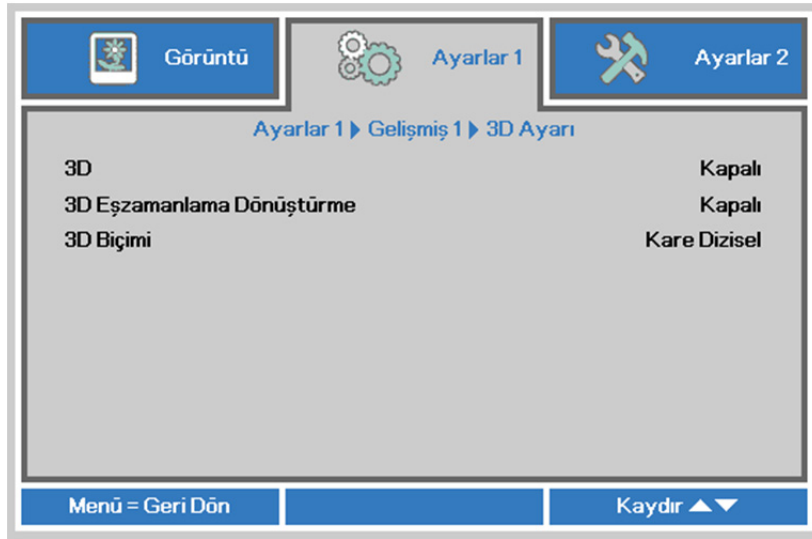 Görüntü
Ayarlar 1
Ayarlar 2
Ayarlar 1 ▶ Gelişmiş 1 ▶ 3D Ayarı
3D Kapalı
3D Eşzamanlama Dönüştürme Kapalı
3D Biçimi Kare Dizisel
Menü = Geri Dön
Kaydır ▲▼